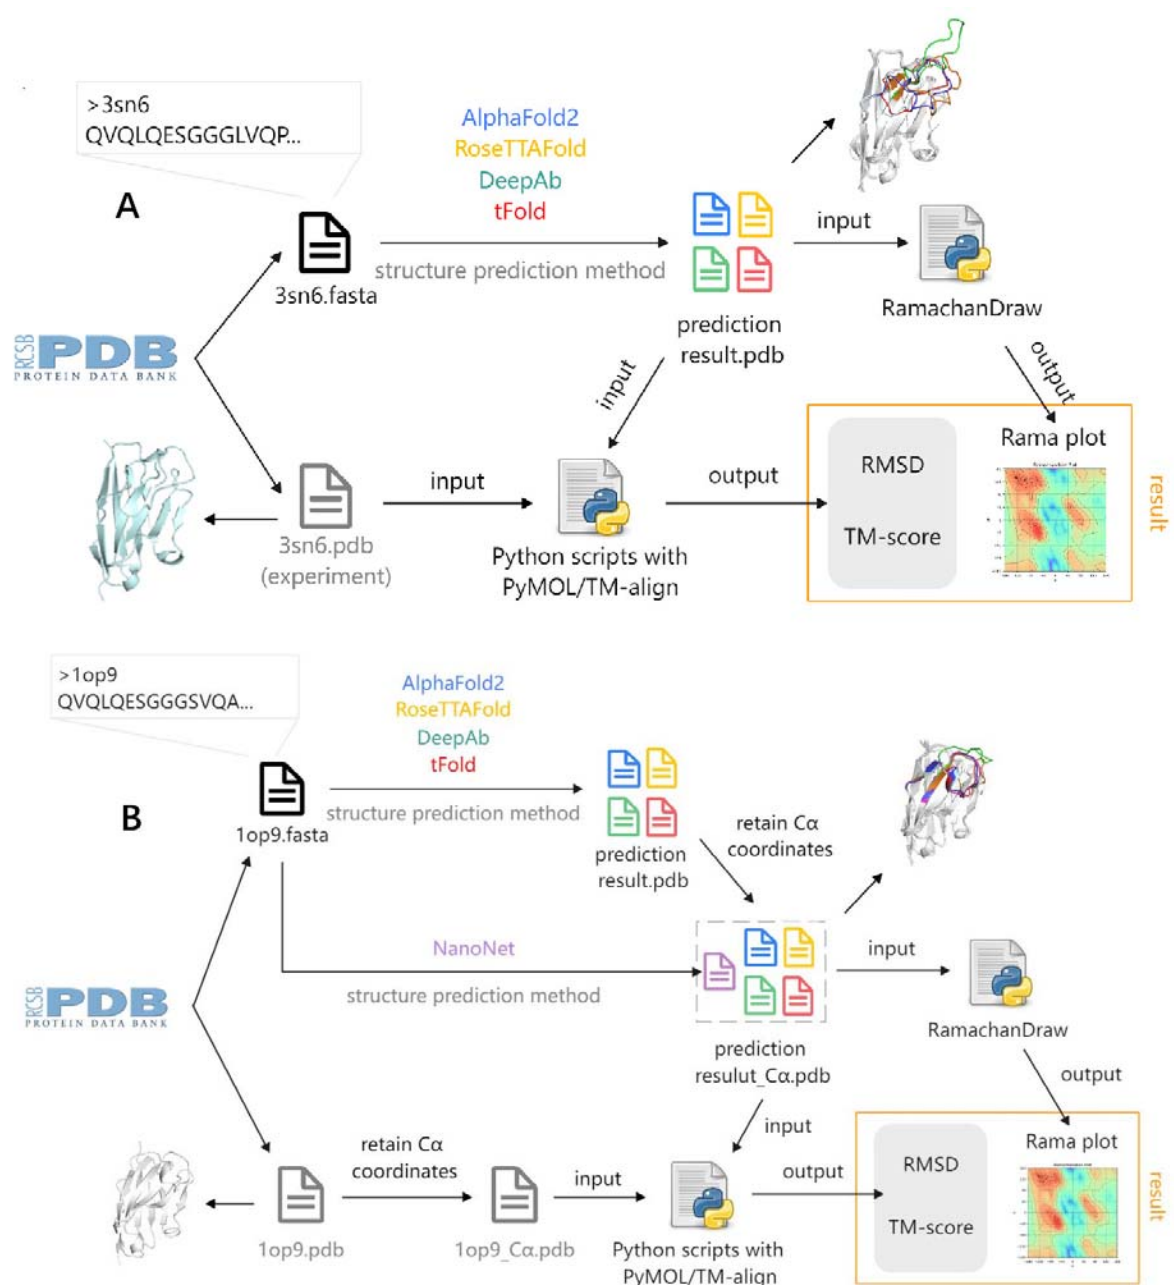 >3sn6
QVQLQESGGGLVQP...
A
AlphaFold2
RoseTTAFold
DeepAb
tFold
structure prediction method
3sn6.fasta
prediction
result.pdb
input
RamachanDraw
RCSB
PDB
PROTEIN DATA BANK
input
output
3sn6.pdb
(experiment)
input
Python scripts with
PyMOL/TM-align
output
RMSD
TM-score
Rama plot
result
>1op9
QVQLQESGGGSVQA...
B
AlphaFold2
RoseTTAFold
DeepAb
tFold
structure prediction method
1op9.fasta
prediction
result.pdb
retain Cα
coordinates
NanoNet
structure prediction method
input
RamachanDraw
RCSB
PDB
PROTEIN DATA BANK
prediction
resulut_Cα.pdb
input
output
1op9.pdb
retain Cα
coordinates
1op9_Cα.pdb
input
Python scripts with
PyMOL/TM-align
output
RMSD
TM-score
Rama plot
result